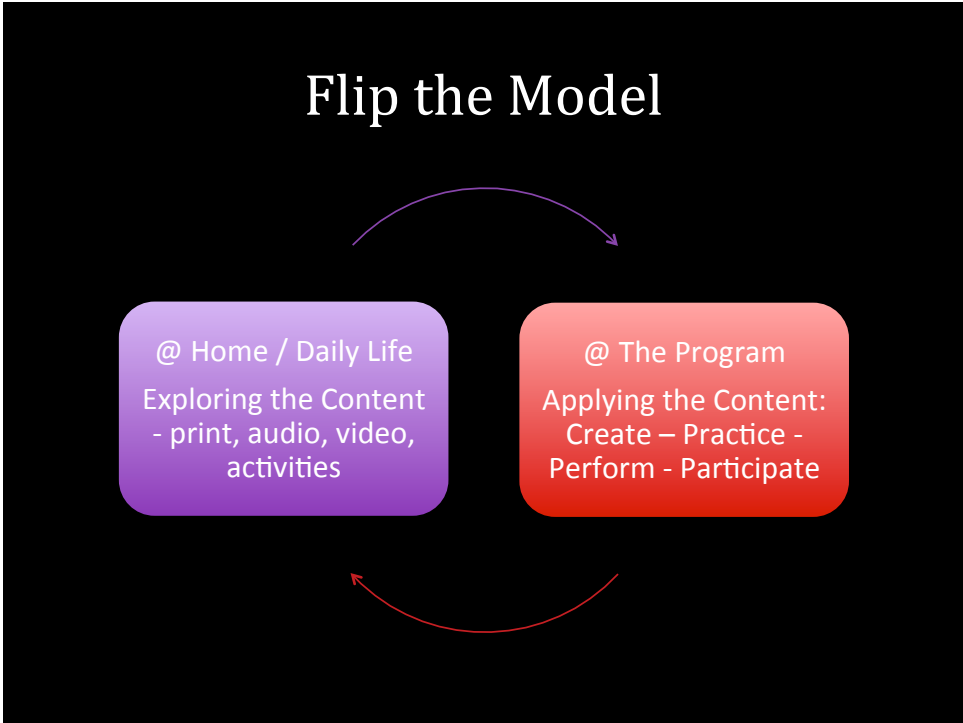 Flip the Model
@ Home / Daily Life
Exploring the Content
- print, audio, video,
activities
@ The Program
Applying the Content:
Create – Practice -
Perform - Participate